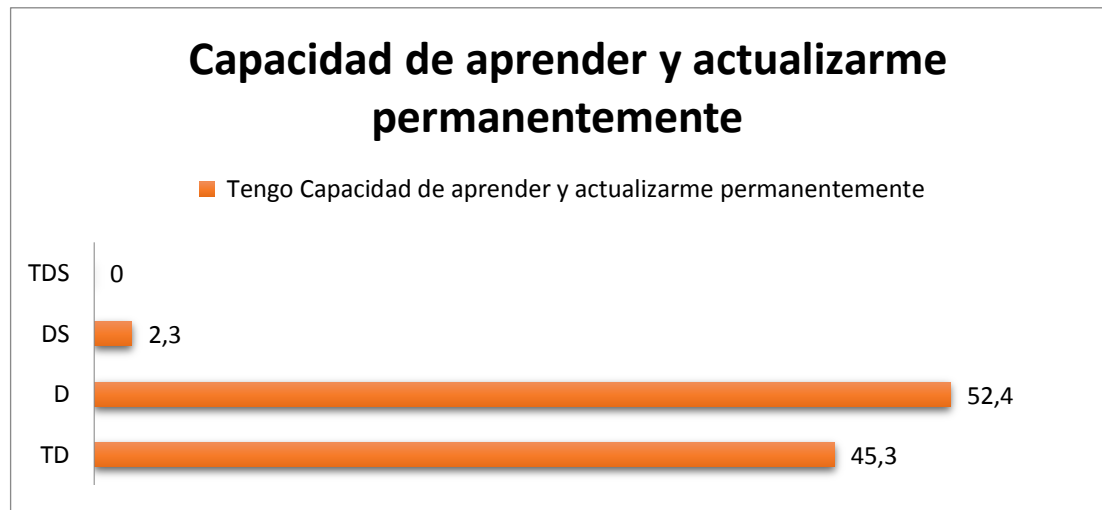 Capacidad de aprender y actualizarme
permanentemente
Tengo Capacidad de aprender y actualizarme permanentemente
TDS 0
DS 2,3
D 52,4
TD 45,3